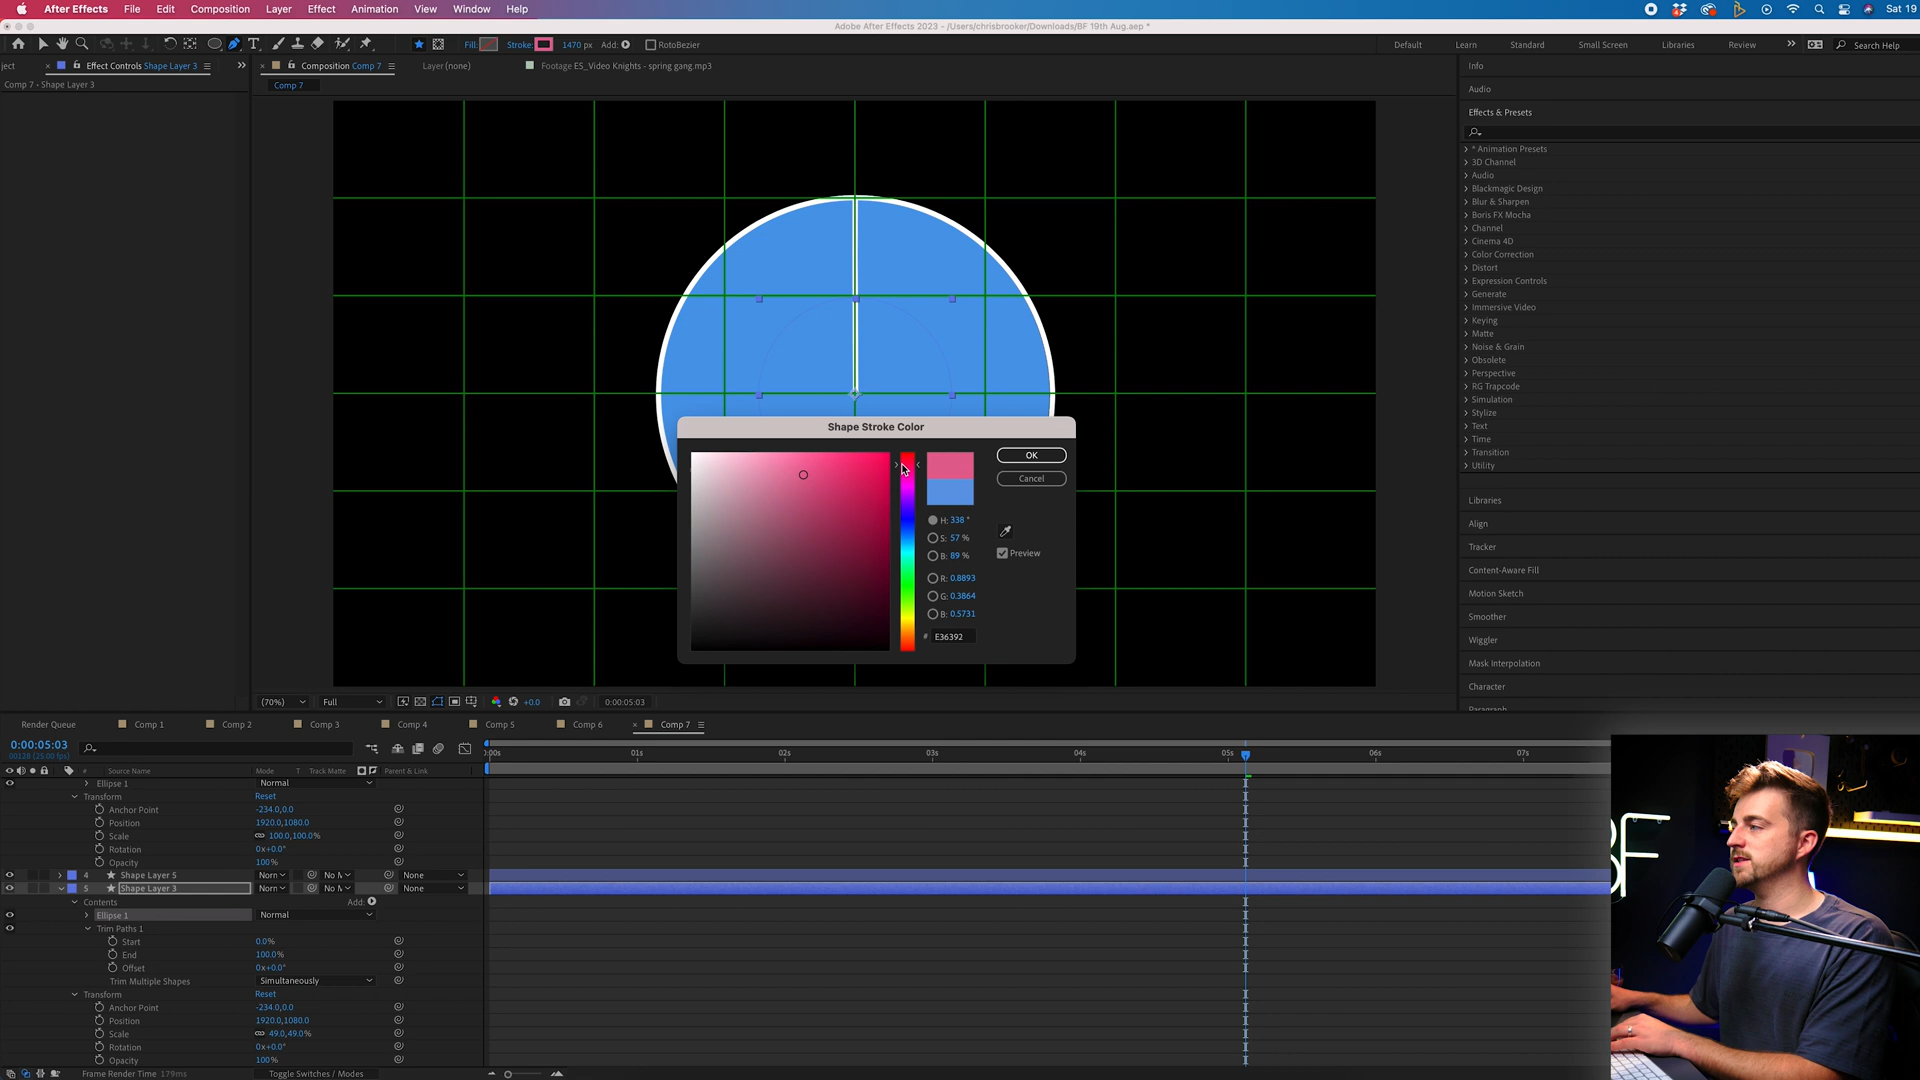 After Effects File Edit Composition Layer Effect Animation View Window Help Sat 19
Adobe After Effects 2023 - /Users/chrisbrooker/Downloads/BF 19th Aug.aep *
Fill: Stroke: 1470 px Add: RotoBezier Default Learn Standard Small Screen Libraries Review Search Help
ject Effect Controls Shape Layer 3 Composition Comp 7 Layer (none) Footage ES_Video Knights - spring gang.mp3
Comp 7 • Shape Layer 3
Comp 7
Info
Audio
Effects & Presets
* Animation Presets
3D Channel
Audio
Blackmagic Design
Blur & Sharpen
Boris FX Mocha
Channel
Cinema 4D
Color Correction
Distort
Expression Controls
Generate
Immersive Video
Keying
Matte
Noise & Grain
Obsolete
Perspective
RG Trapcode
Simulation
Stylize
Text
Time
Transition
Utility
Libraries
Align
Tracker
Content-Aware Fill
Motion Sketch
Smoother
Wiggler
Mask Interpolation
Character
Paragraph
Shape Stroke Color
OK
Cancel
H: 338 °
S: 57 %
B: 89 %
Preview
R: 0.8893
G: 0.3864
B: 0.5731
# E36392
(70%) Full +0.0 0:00:05:03
Render Queue Comp 1 Comp 2 Comp 3 Comp 4 Comp 5 Comp 6 Comp 7
0:00:05:03
00128 (25.00 fps)
:00s 01s 02s 03s 04s 05s 06s 07s
# Source Name Mode Track Matte Parent & Link
Ellipse 1 Normal
Transform Reset
Anchor Point -234.0,0.0
Position 1920.0,1080.0
Scale 100.0,100.0%
Rotation 0x+0.0°
Opacity 100%
4 Shape Layer 5 Norn No M None
5 Shape Layer 3 Norn No M None
Contents Add:
Ellipse 1 Normal
Trim Paths 1
Start 0.0%
End 100.0%
Offset 0x+0.0°
Trim Multiple Shapes Simultaneously
Transform Reset
Anchor Point -234.0,0.0
Position 1920.0,1080.0
Scale 49.0,49.0%
Rotation 0x+0.0°
Opacity 100%
Frame Render Time 179ms Toggle Switches / Modes